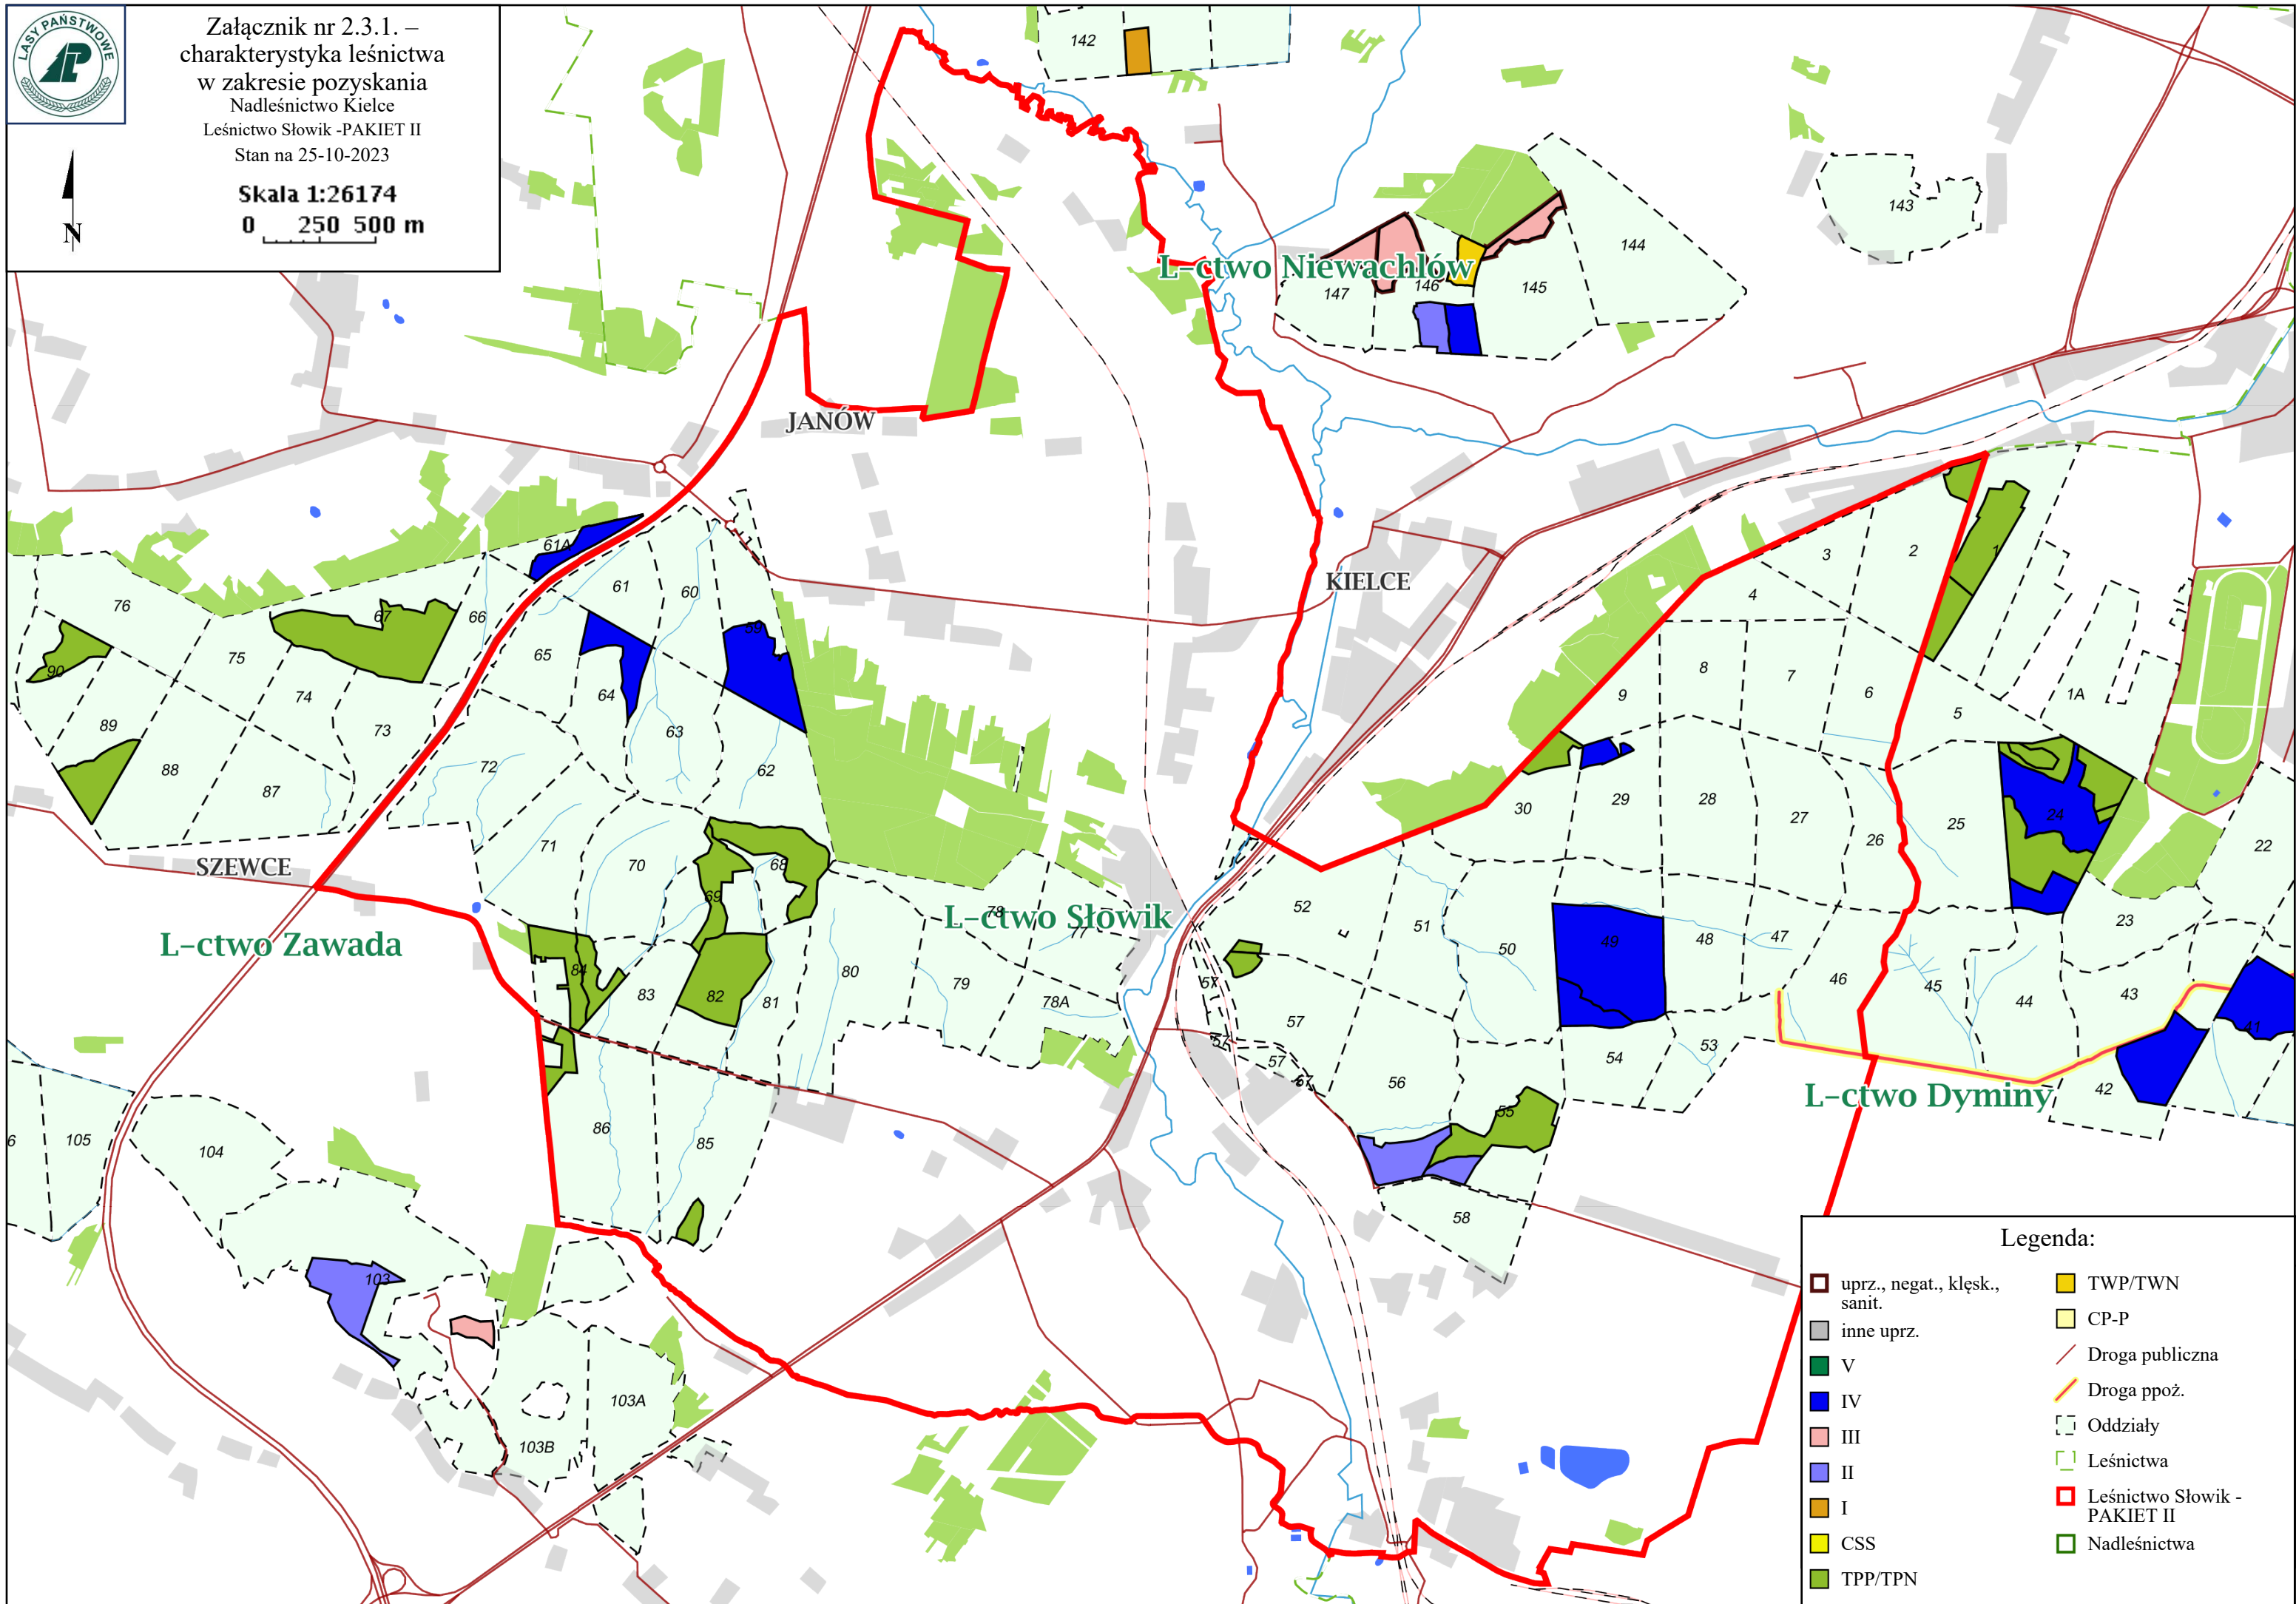 LASY PAŃSTWOWE
Załącznik nr 2.3.1. –
charakterystyka leśnictwa
w zakresie pozyskania
Nadleśnictwo Kielce
Leśnictwo Słowik -PAKIET II
Stan na 25-10-2023
Skala 1:26174
0 250 500 m
N
142
143
144
145
146
147
L-ctwo Niewachlów
JANÓW
KIELCE
61A
61
60
59
76
67
66
65
64
63
62
90
75
74
73
89
88
87
72
71
70
68
69
SZEWCE
L-ctwo Zawada
L-ctwo Słowik
78
77
84
83
82
81
80
79
78A
86
85
3
2
1
4
8
7
6
5
1A
9
30
29
28
27
26
25
24
22
23
52
51
50
49
48
47
46
45
44
43
41
42
57
57
57
57
57
56
54
53
55
58
L-ctwo Dyminy
6
105
104
103
103A
103B
Legenda:
uprz., negat., klęsk.,
sanit.
inne uprz.
V
IV
III
II
I
CSS
TPP/TPN
TWP/TWN
CP-P
Droga publiczna
Droga ppoż.
Oddziały
Leśnictwa
Leśnictwo Słowik -
PAKIET II
Nadleśnictwa